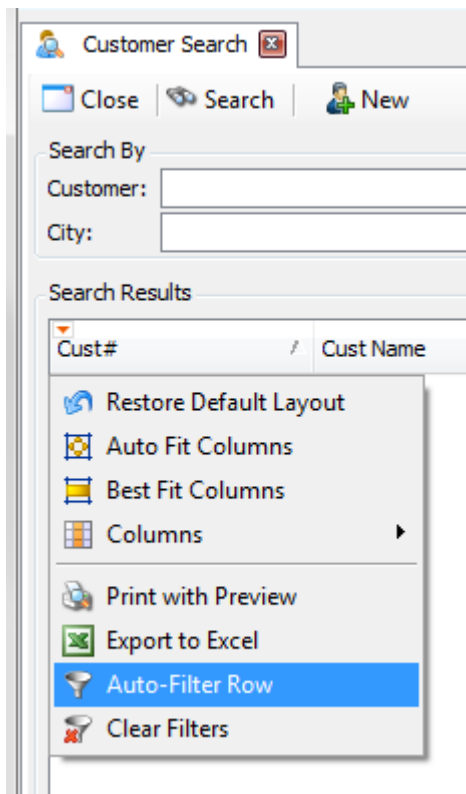 Customer Search
Close Search New
Search By
Customer:
City:
Search Results
Cust# Cust Name
Restore Default Layout
Auto Fit Columns
Best Fit Columns
Columns
Print with Preview
Export to Excel
Auto-Filter Row
Clear Filters